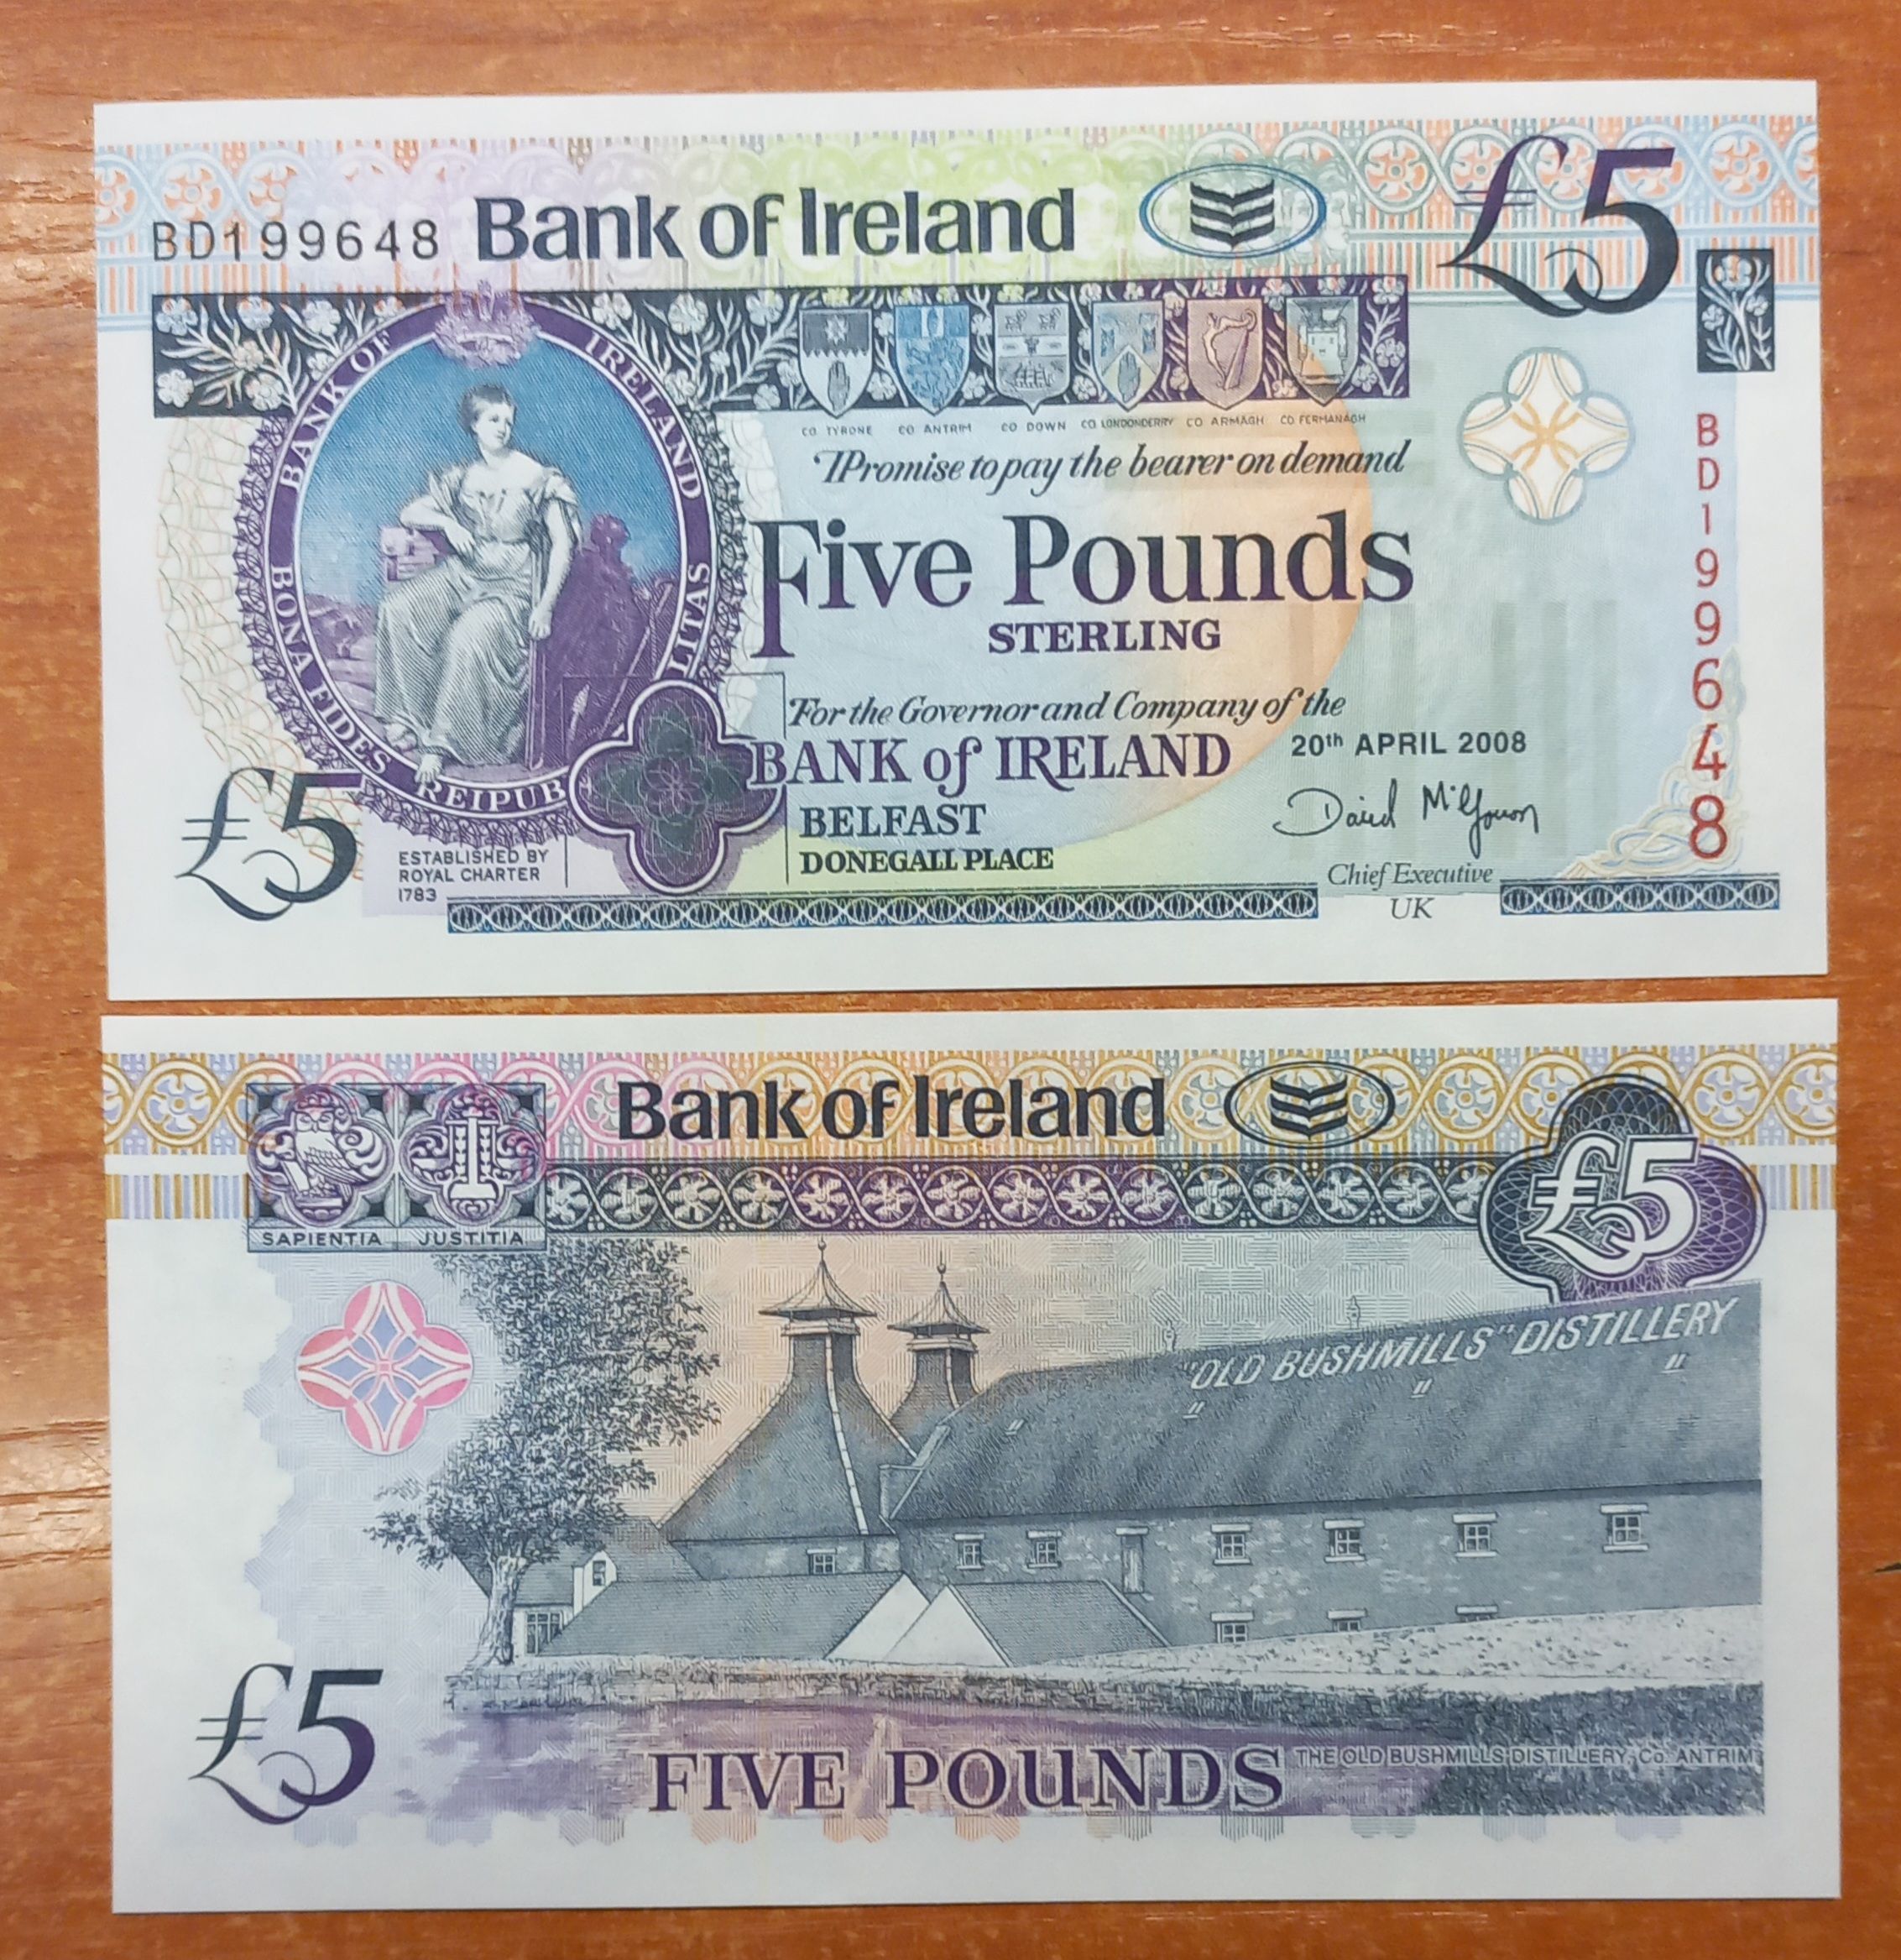 BD199648
Bank of Ireland
£5
BANK OF IRELAND
BONA FIDES REIPUB LITAS
CO TYRONE
CO ANTRIM
CO DOWN
CO LONDONDERRY
CO ARMAGH
CO FERMANAGH
I Promise to pay the bearer on demand
Five Pounds
STERLING
For the Governor and Company of the
BANK of IRELAND
BELFAST
DONEGALL PLACE
20th APRIL 2008
David McGowan
Chief Executive
UK
BD199648
£5
ESTABLISHED BY
ROYAL CHARTER
1783
Bank of Ireland
£5
SAPIENTIA
JUSTITIA
"OLD BUSHMILLS" DISTILLERY
£5
FIVE POUNDS
THE OLD BUSHMILLS DISTILLERY, Co. ANTRIM